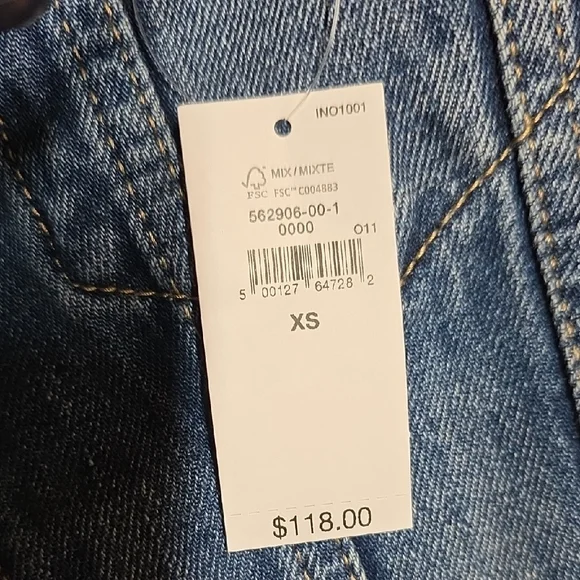 INO1001
MIX/MIXTE
FSC FSC™ C004883
562906-00-1
0000
O11
5 00127 64728 2
XS
$118.00